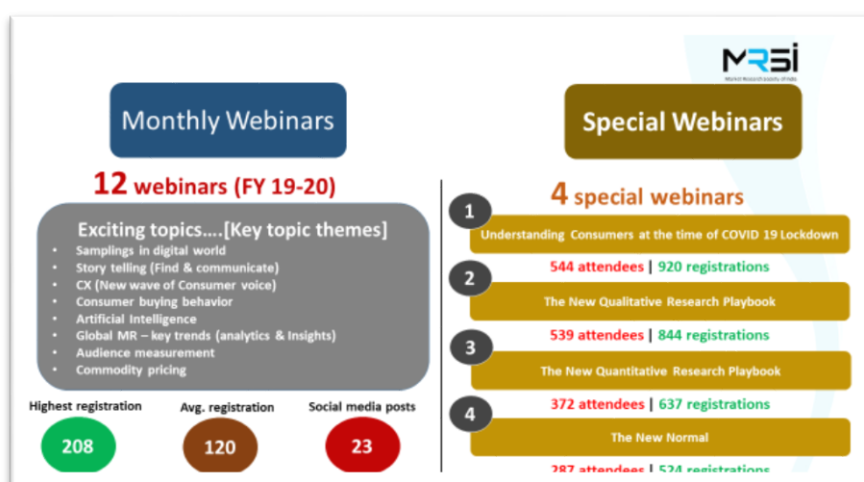 MRSI
Market Research Society of India
Monthly Webinars
12 webinars (FY 19-20)
Exciting topics....[Key topic themes]
• Samplings in digital world
• Story telling (Find & communicate)
• CX (New wave of Consumer voice)
• Consumer buying behavior
• Artificial Intelligence
• Global MR – key trends (analytics & Insights)
• Audience measurement
• Commodity pricing
Highest registration
208
Avg. registration
120
Social media posts
23
Special Webinars
4 special webinars
1
Understanding Consumers at the time of COVID 19 Lockdown
544 attendees | 920 registrations
2
The New Qualitative Research Playbook
539 attendees | 844 registrations
3
The New Quantitative Research Playbook
372 attendees | 637 registrations
4
The New Normal
287 attendees | 524 registrations